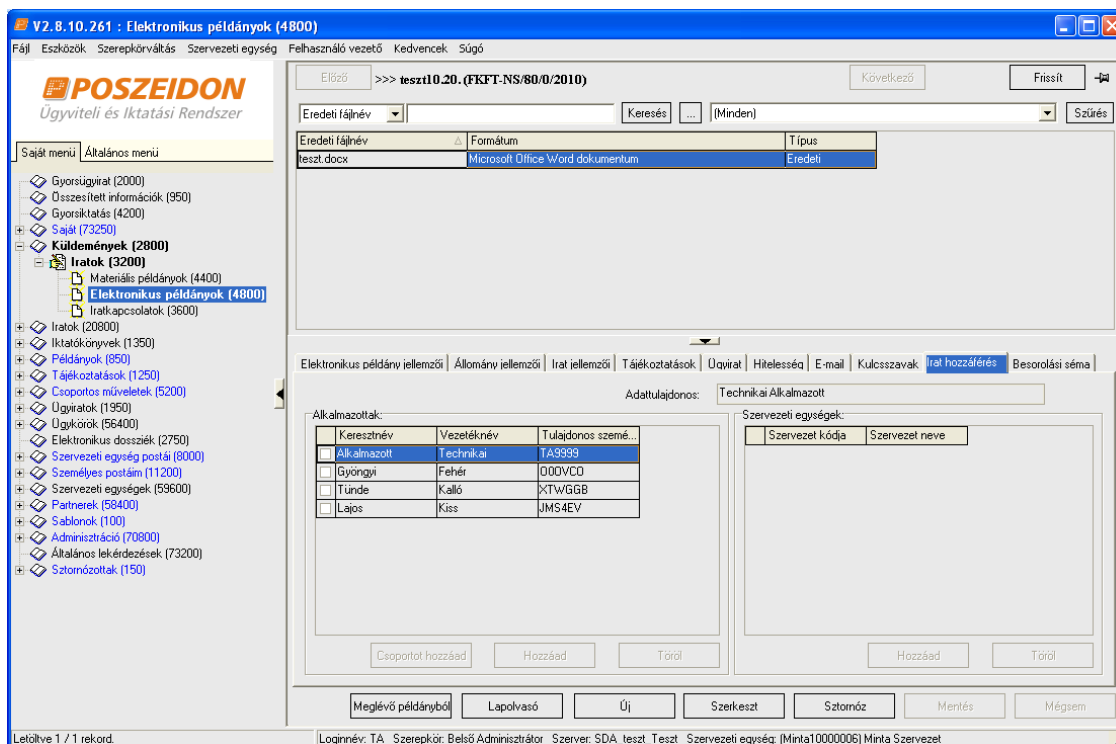 V2.8.10.261 : Elektronikus példányok (4800)
Fájl Eszközök Szerepkörváltás Szervezeti egység Felhasználó vezető Kedvencek Súgó
POSZEIDON
Ügyviteli és Iktatási Rendszer
Saját menü Általános menü
Gyorsügyirat (2000)
Összesített információk (950)
Gyorsiktatás (4200)
Saját (73250)
Küldemények (2800)
Iratok (3200)
Materiális példányok (4400)
Elektronikus példányok (4800)
Iratkapcsolatok (3600)
Iratok (20800)
Iktatókönyvek (1350)
Példányok (850)
Tájékoztatások (1250)
Csoportos műveletek (5200)
Ügyiratok (1950)
Ügykörök (56400)
Elektronikus dossziék (2750)
Szervezeti egység postái (8000)
Személyes postáim (11200)
Szervezeti egységek (59600)
Partnerek (58400)
Sablonok (100)
Adminisztráció (70800)
Általános lekérdezések (73200)
Sztornózottak (150)
Előző >>> teszt10.20. (FKFT-NS/80/0/2010) Következő Frissít
Eredeti fájlnév Keresés ... (Minden) Szűrés
Eredeti fájlnév Formátum Típus
teszt.docx Microsoft Office Word dokumentum Eredeti
Elektronikus példány jellemzői Állomány jellemzői Irat jellemzői Tájékoztatások Ügyirat Hitelesség E-mail Kulcsszavak Irat hozzáférés Besorolási séma
Adattulajdonos: Technikai Alkalmazott
Alkalmazottak:
Keresztnév Vezetéknév Tulajdonos szemé...
Alkalmazott Technikai TA9999
Gyöngyi Fehér O0OVCO
Tünde Kalló XTWGGB
Lajos Kiss JMS4EV
Csoportot hozzáad Hozzáad Töröl
Szervezeti egységek:
Szervezet kódja Szervezet neve
Hozzáad Töröl
Meglévő példányból Lapolvasó Új Szerkeszt Sztornóz Mentés Mégsem
Letöltve 1 / 1 rekord. Loginnév: TA Szerepkör: Belső Adminisztrátor Szerver: SDA_teszt_Teszt Szervezeti egység: (Minta10000006) Minta Szervezet